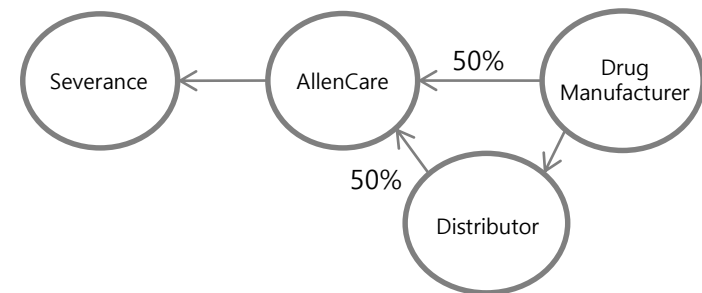 Severance
AllenCare
50%
Drug
Manufacturer
50%
Distributor